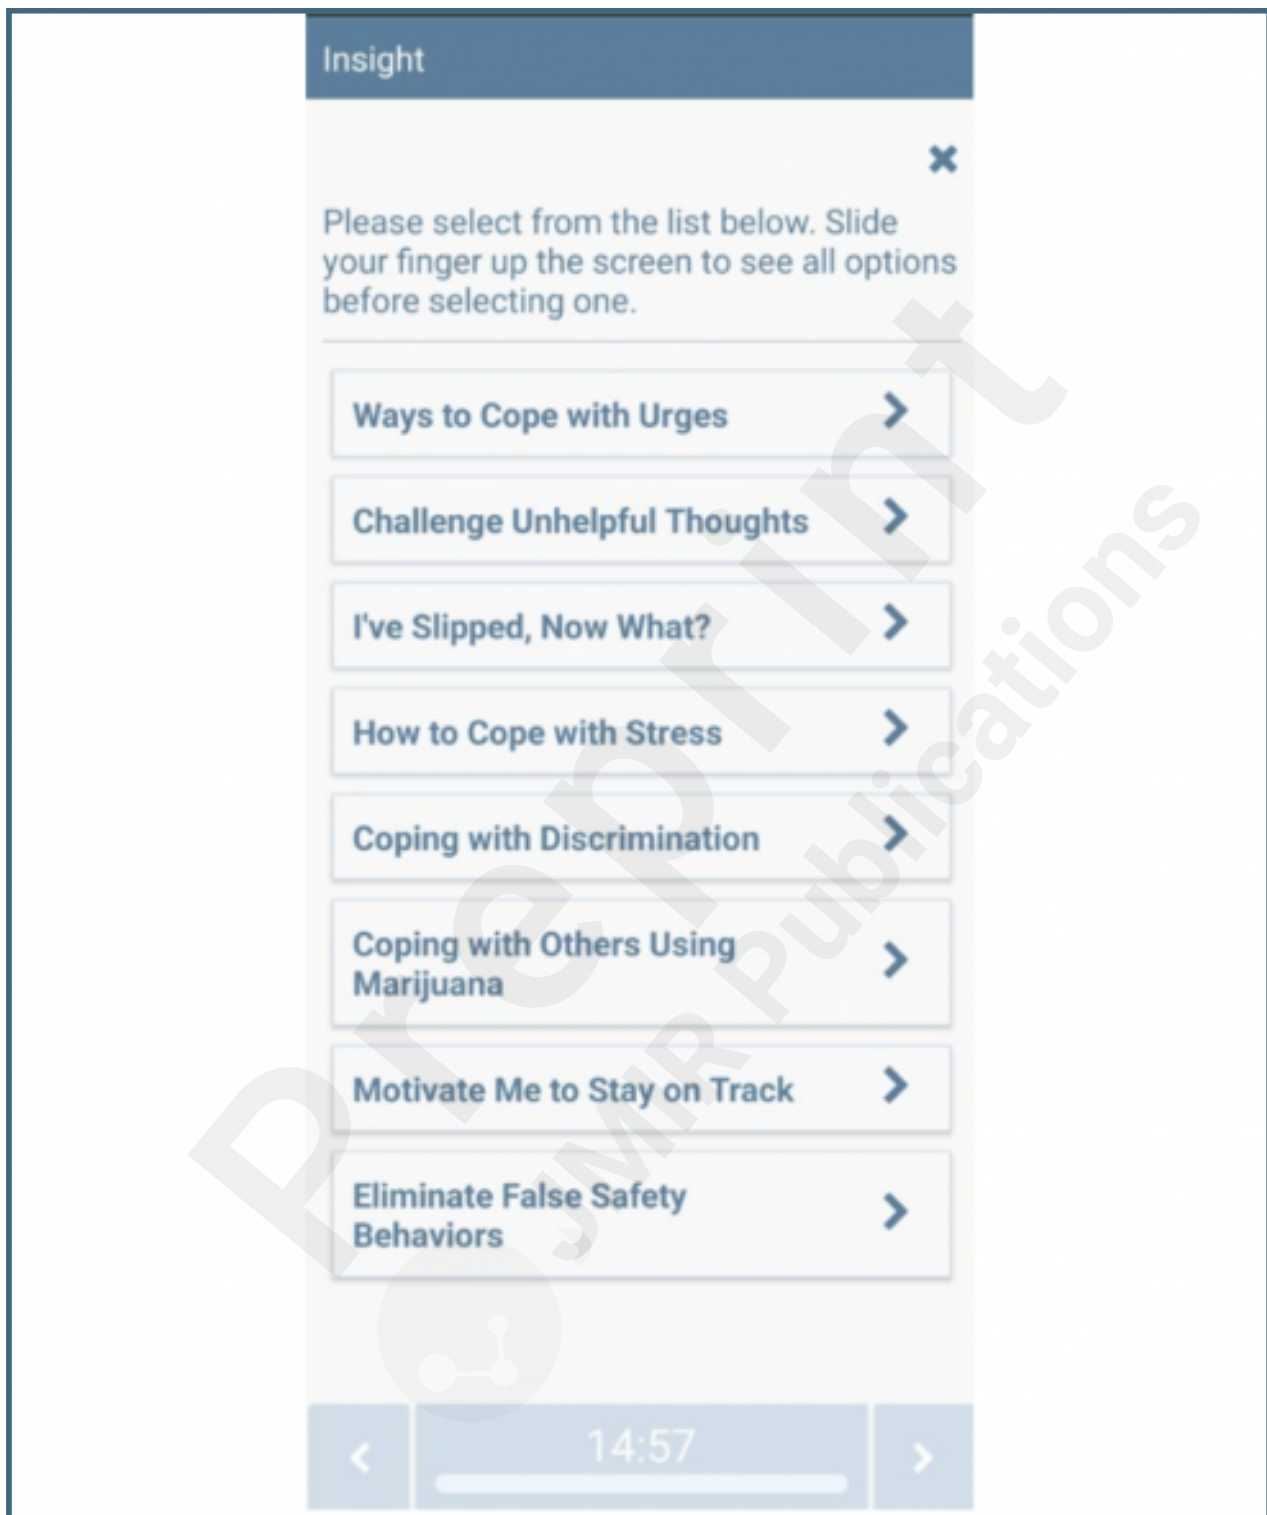 Insight
Please select from the list below. Slide
your finger up the screen to see all options
before selecting one.
Ways to Cope with Urges
Challenge Unhelpful Thoughts
I've Slipped, Now What?
How to Cope with Stress
Coping with Discrimination
Coping with Others Using
Marijuana
Motivate Me to Stay on Track
Eliminate False Safety
Behaviors
14:57
Preprint
JMIR Publications